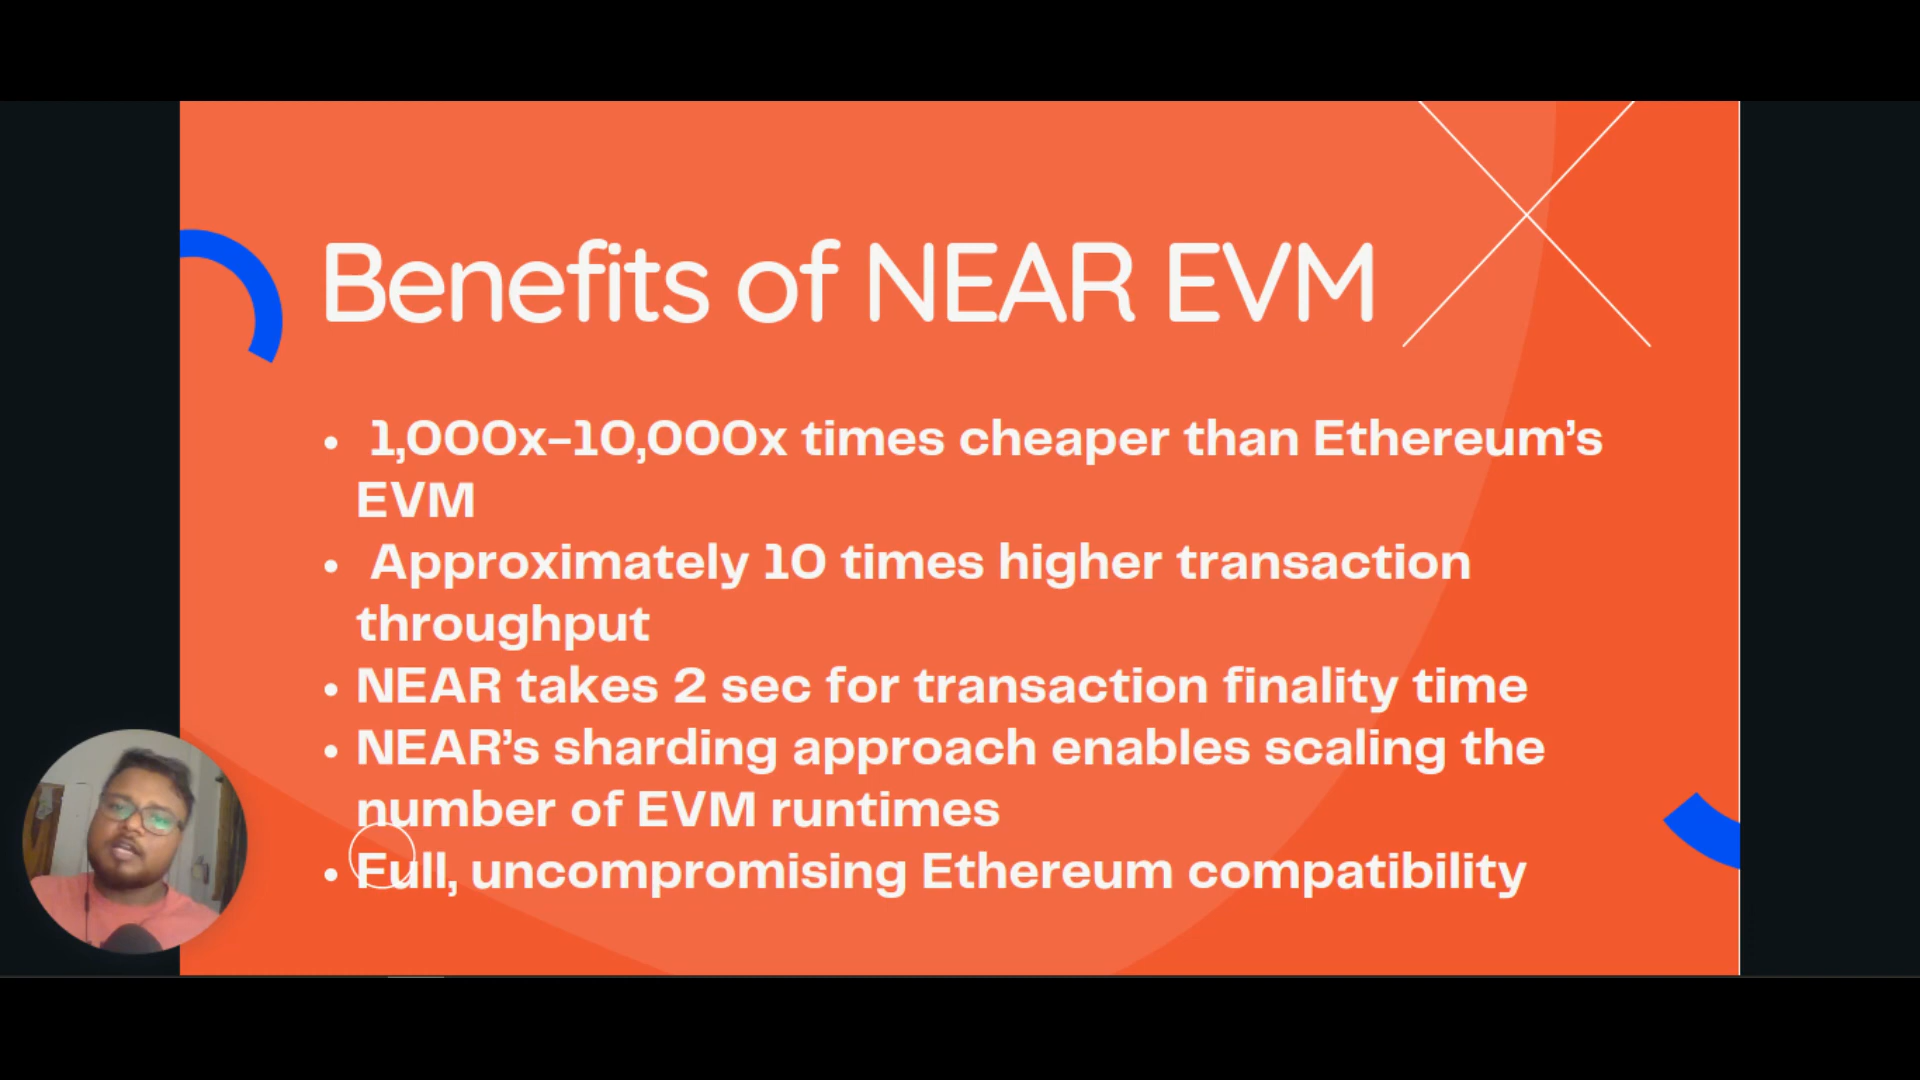 Benefits of NEAR EVM
• 1,000x-10,000x times cheaper than Ethereum's
EVM
• Approximately 10 times higher transaction
throughput
• NEAR takes 2 sec for transaction finality time
• NEAR's sharding approach enables scaling the
number of EVM runtimes
• Full, uncompromising Ethereum compatibility